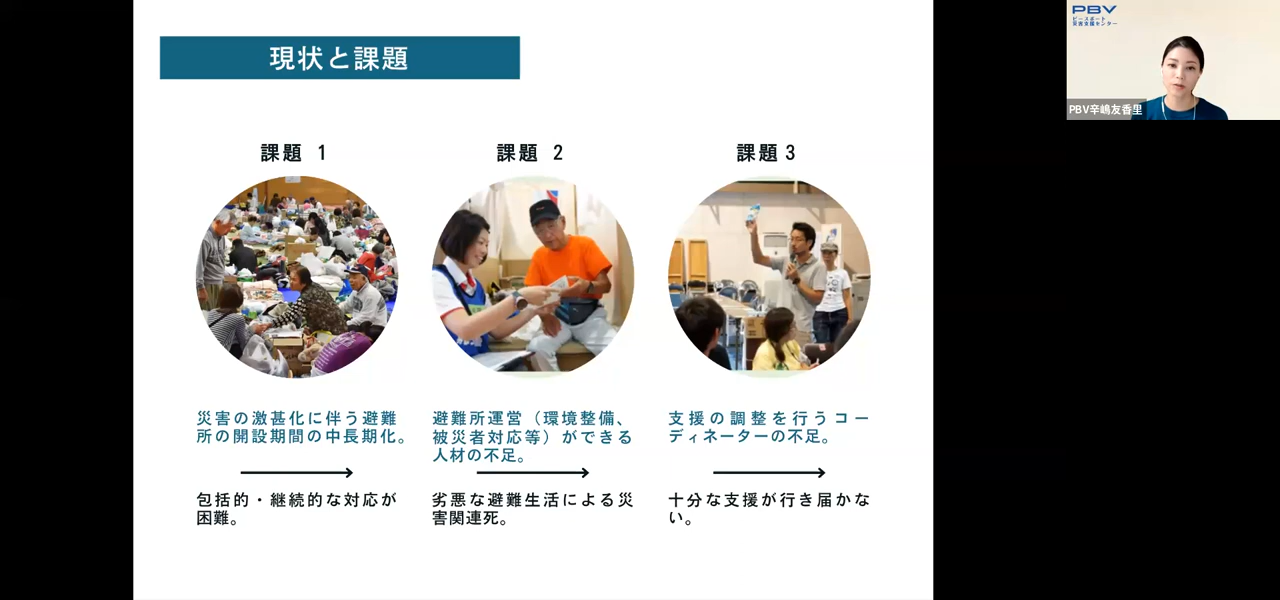 現状と課題
課題 1
課題 2
課題 3
災害の激甚化に伴う避難
所の開設期間の中長期化。
避難所運営（環境整備、
被災者対応等）ができる
人材の不足。
支援の調整を行うコー
ディネーターの不足。
包括的・継続的な対応が
困難。
劣悪な避難生活による災
害関連死。
十分な支援が行き届かな
い。
PBV
ピースボート
災害支援センター
PBV辛嶋友香里